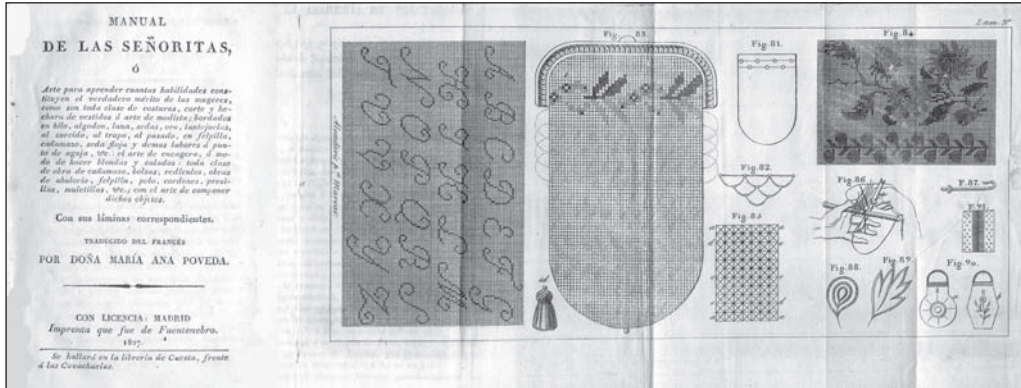 MANUAL
DE LAS SEÑORITAS,
ó
Arte para aprender cuantas habilidades cons-
tituyen el verdadero mérito de las mugeres,
como son toda clase de costuras, corte y he-
chura de vestidos ó arte de modista; bordados
en hilo, algodon, lana, sedas, oro, lentejuelas,
al zurcido, al trapo, al pasado, en felpilla,
cañamazo, seda floja y demas labores á pun-
to de aguja, &c: el arte de encagera, ó mo-
do de hacer blondas y calados: toda clase
de obra de cañamazo, bolsas, redículos, obras
de abalorio, felpilla, pelo, cordones, presi-
llas, maletillas, &c.; con el arte de componer
dichos objetos.
Con sus láminas correspondientes.
TRADUCIDO DEL FRANCÉS
POR DOÑA MARÍA ANA POVEDA.
CON LICENCIA: MADRID
Imprenta que fue de Fuentenebro.
1827.
Se hallará en la librería de Cuesta, frente
á las Covachuelas.
Lam. Nº
Fig. 83.
Fig. 81.
Fig. 84.
Fig. 82.
Fig. 85
Fig. 86
F. 87.
F. 91
Fig. 88.
Fig. 89.
Fig. 90.